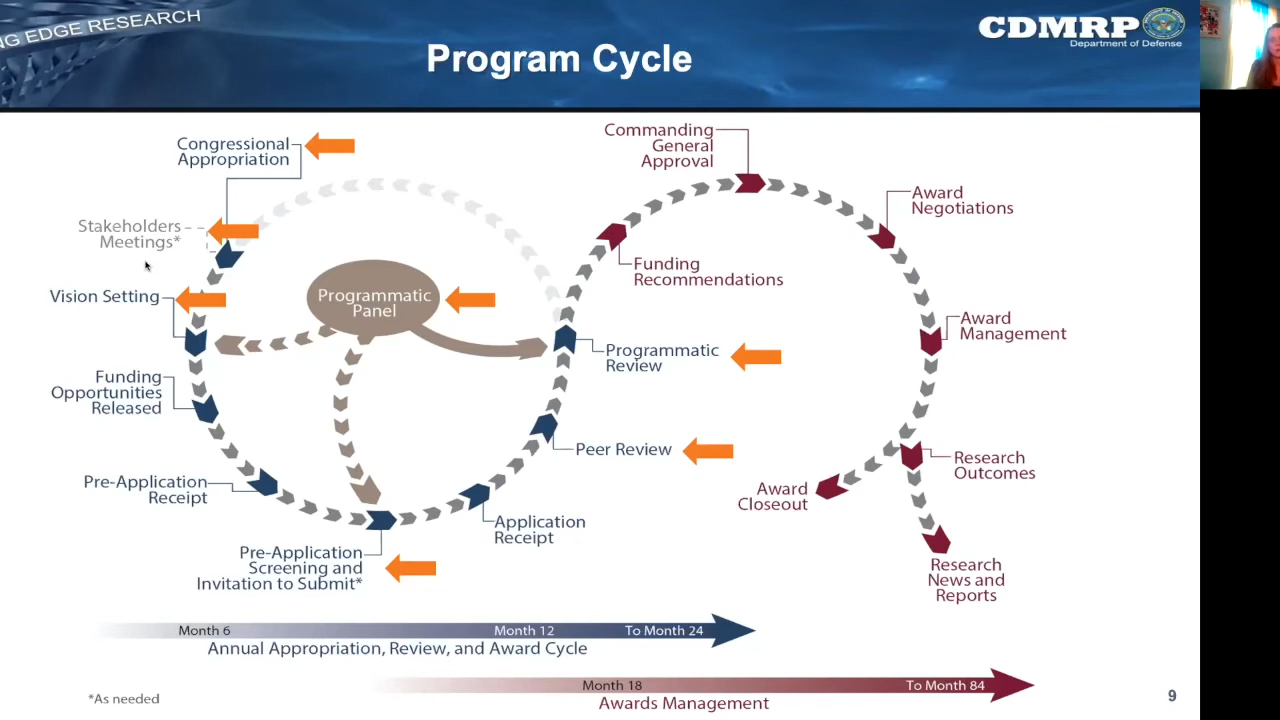 NG EDGE RESEARCH
CDMRP
Department of Defense
Program Cycle
Congressional
Appropriation
Stakeholders
Meetings*
Vision Setting
Funding
Opportunities
Released
Pre-Application
Receipt
Pre-Application
Screening and
Invitation to Submit*
Programmatic
Panel
Application
Receipt
Peer Review
Programmatic
Review
Funding
Recommendations
Commanding
General
Approval
Award
Negotiations
Award
Management
Research
Outcomes
Award
Closeout
Research
News and
Reports
Month 6
Month 12
To Month 24
Annual Appropriation, Review, and Award Cycle
Month 18
To Month 84
Awards Management
*As needed
9